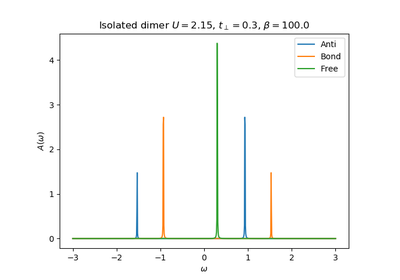 Isolated dimer U = 2.15, t⊥ = 0.3, β = 100.0
Anti
Bond
Free
A(ω)
4
3
2
1
0
−3 −2 −1 0 1 2 3
ω